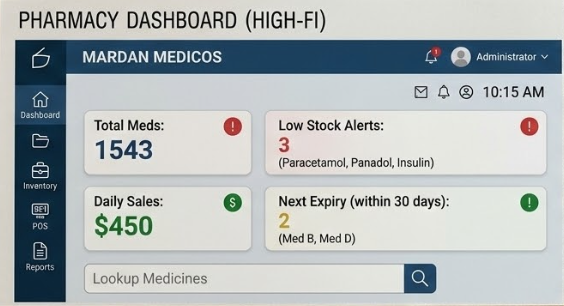 PHARMACY DASHBOARD (HIGH-FI)
MARDAN MEDICOS
Administrator
10:15 AM
Dashboard
Inventory
POS
Reports
Total Meds:
1543
Low Stock Alerts:
3
(Paracetamol, Panadol, Insulin)
Daily Sales:
$450
Next Expiry (within 30 days):
2
(Med B, Med D)
Lookup Medicines